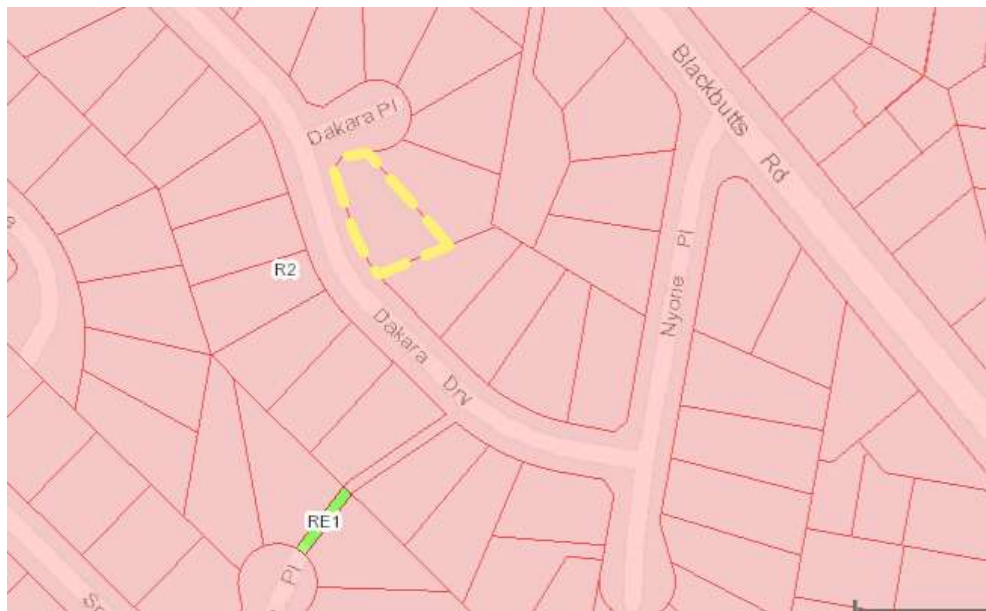 Blackbutts Rd
Dakara Pl
Nyone Pl
R2
Dakara Drv
RE1
Pl